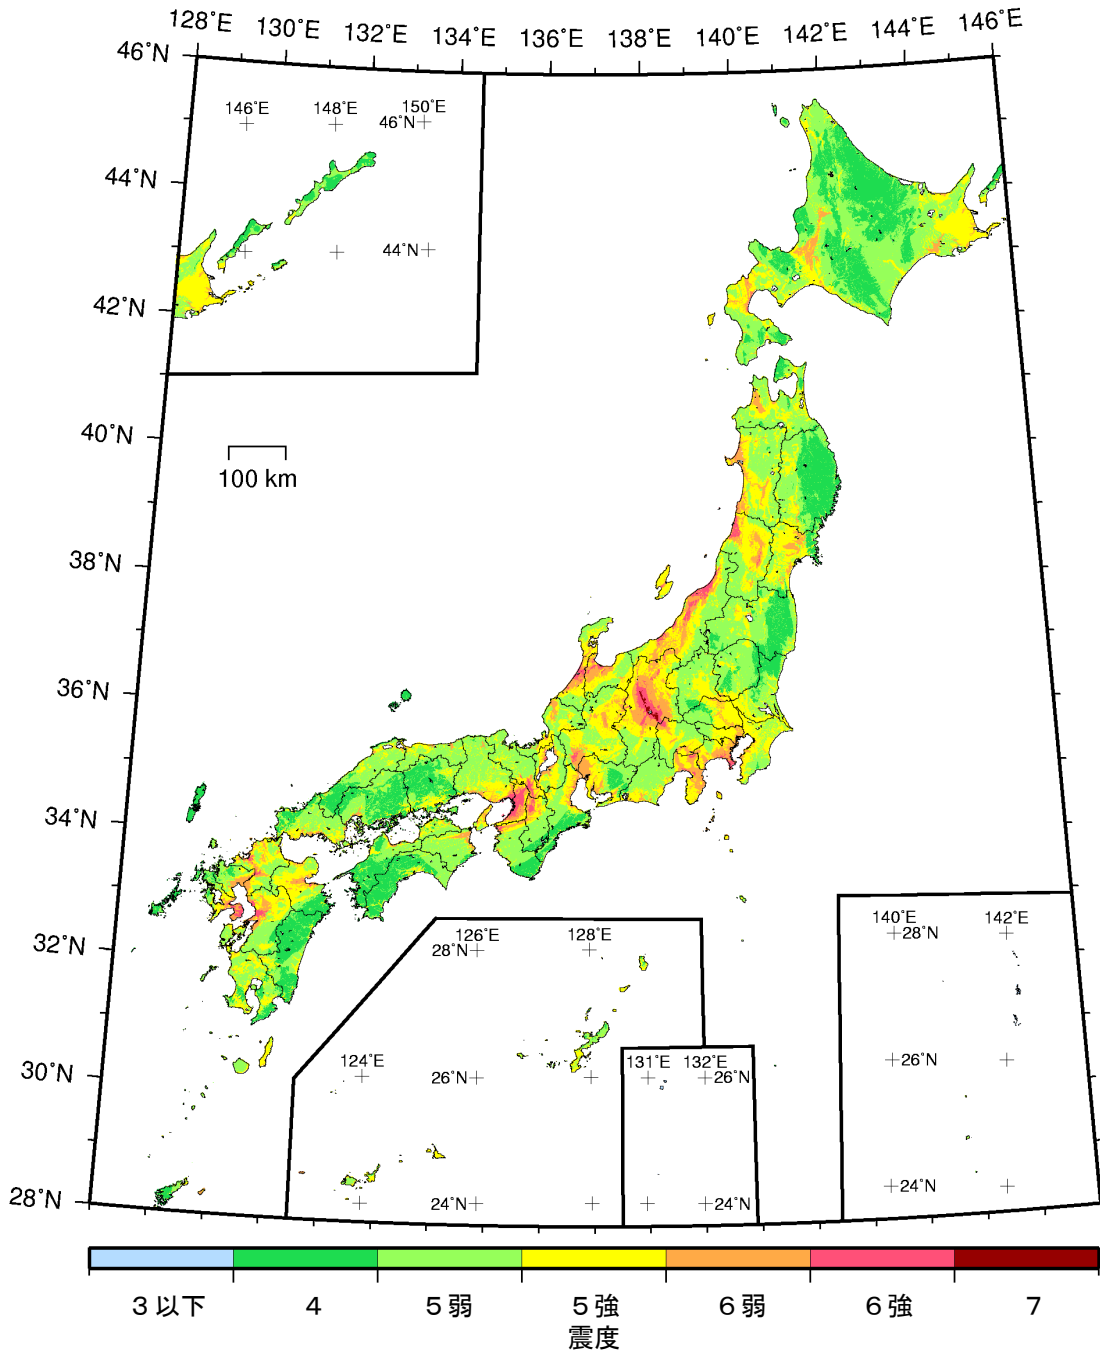 128°E 130°E 132°E 134°E 136°E 138°E 140°E 142°E 144°E 146°E
46°N
146°E 148°E 150°E
46°N
44°N
44°N
42°N
40°N
100 km
38°N
36°N
34°N
32°N
126°E 128°E
28°N
140°E 142°E
28°N
124°E
131°E 132°E
26°N
26°N
26°N
30°N
24°N
24°N
24°N
28°N
3以下 4 5弱 5強 6弱 6強 7
震度